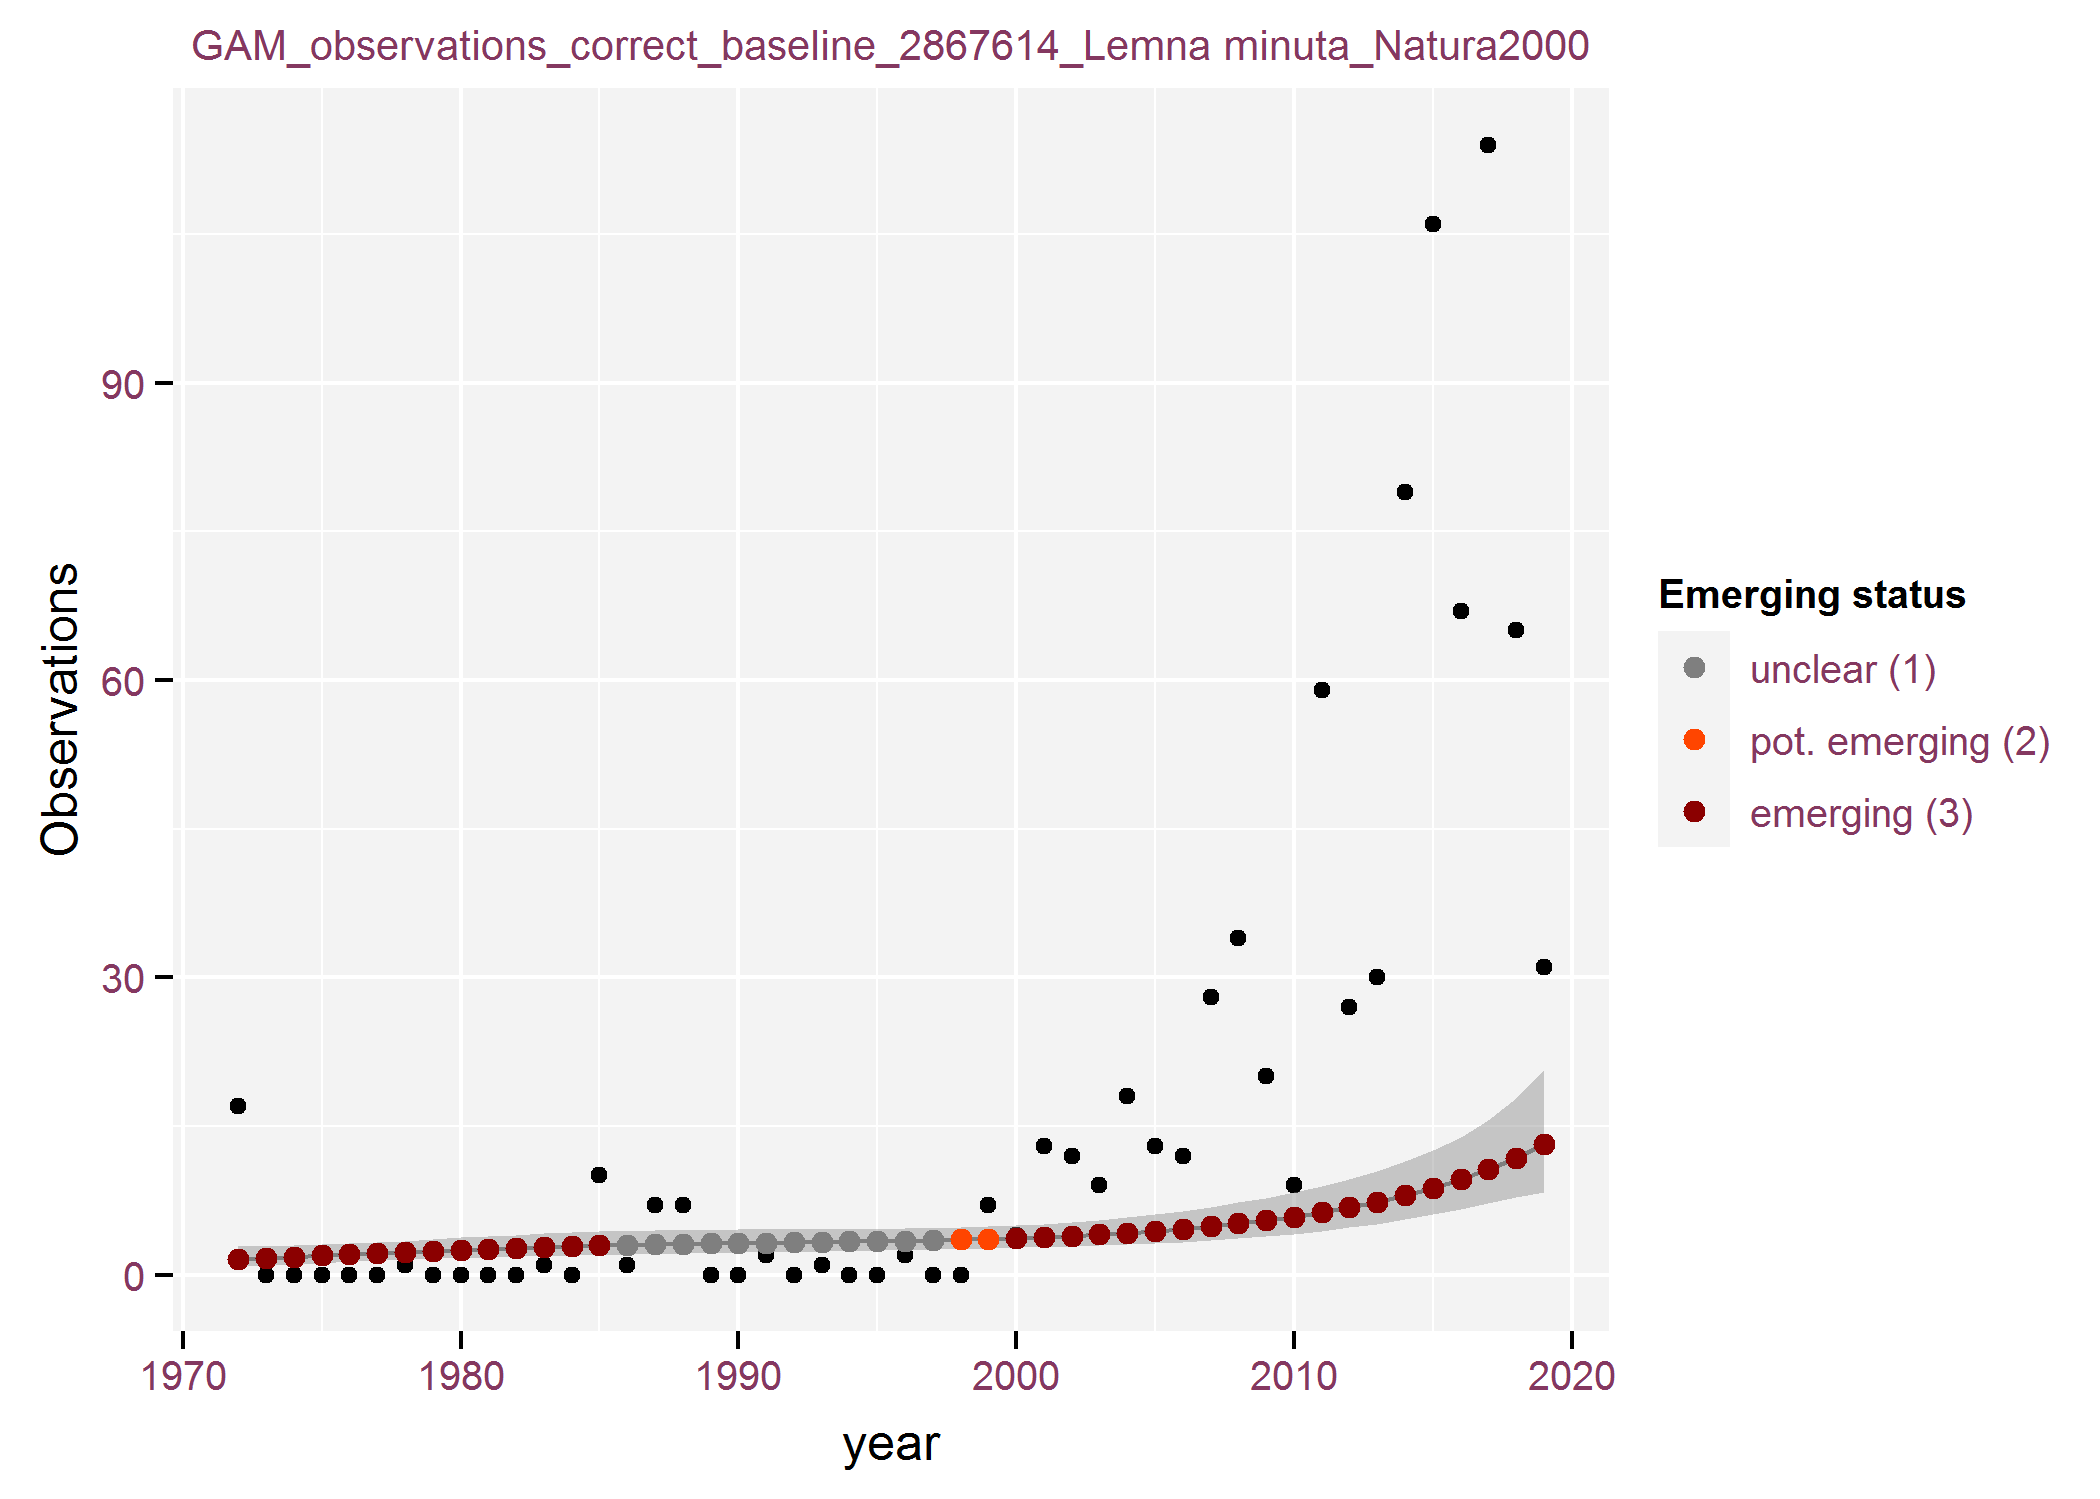 GAM_observations_correct_baseline_2867614_Lemna minuta_Natura2000
Observations
90
60
30
0
1970 1980 1990 2000 2010 2020
year
Emerging status
unclear (1)
pot. emerging (2)
emerging (3)